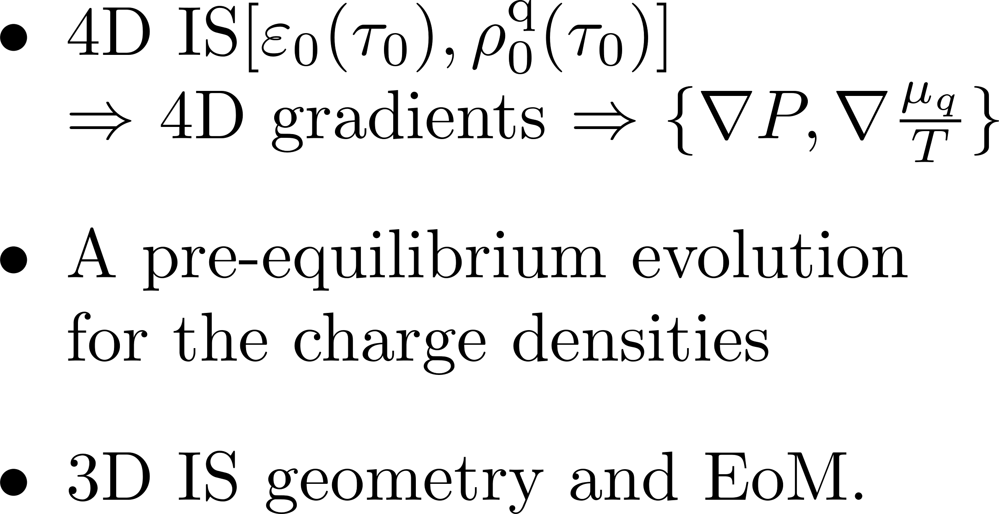 • 4D IS[ε₀(τ₀), ρ₀^q(τ₀)]
⇒ 4D gradients ⇒ {∇P, ∇ μ_q/T}
• A pre-equilibrium evolution
for the charge densities
• 3D IS geometry and EoM.